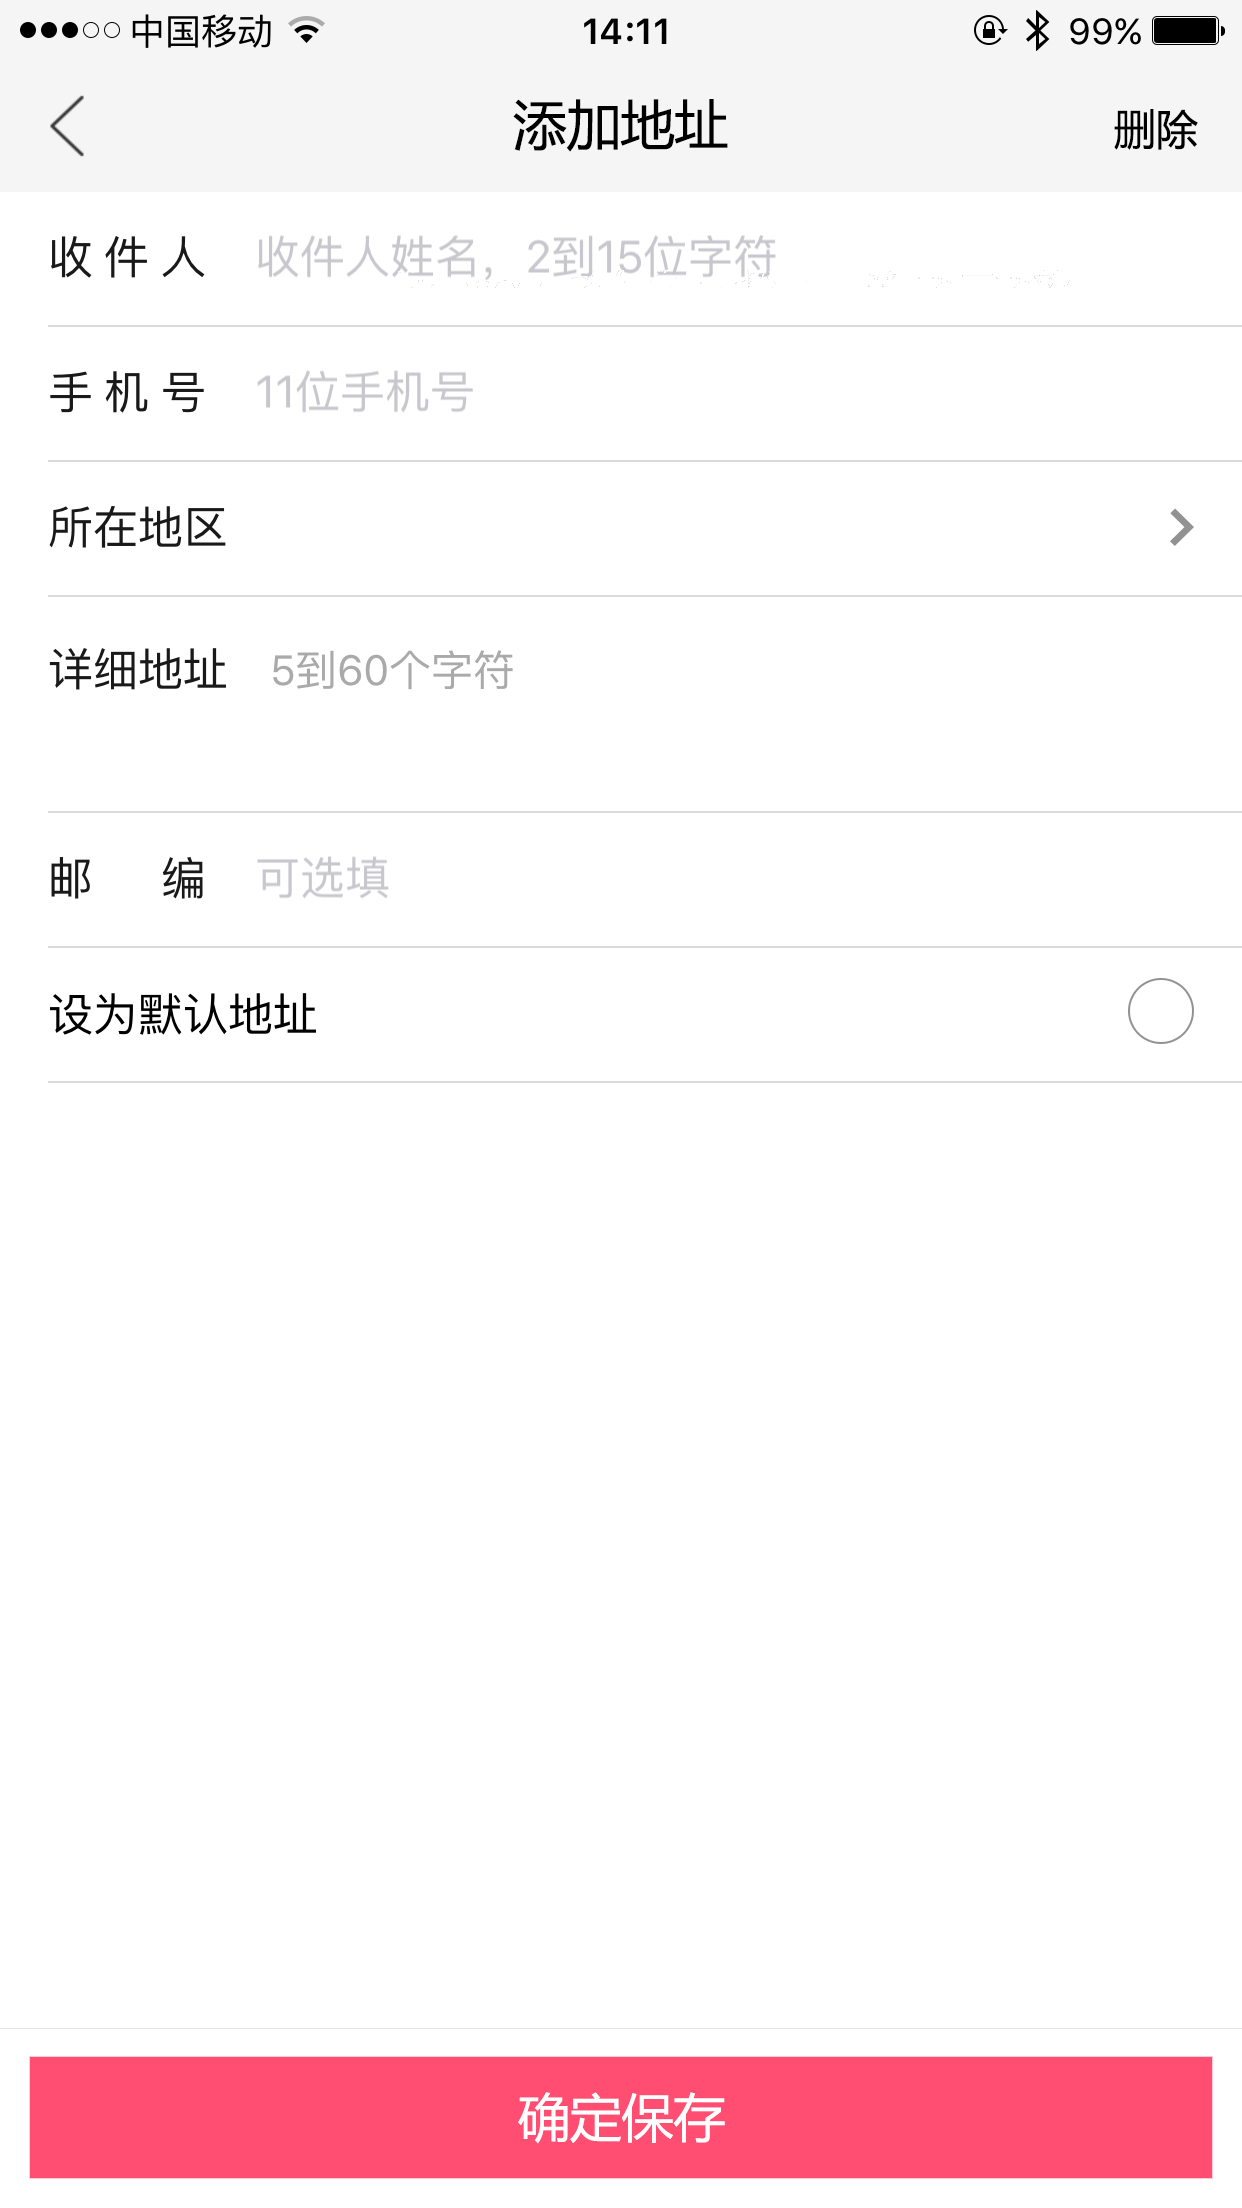 中国移动 14:11 99%
添加地址 删除
收件人 收件人姓名，2到15位字符
手机号 11位手机号
所在地区
详细地址 5到60个字符
邮编 可选填
设为默认地址
确定保存